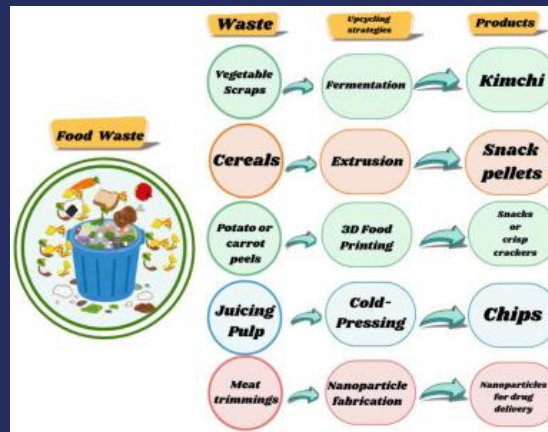 Waste
Upcycling
strategies
Products
Food Waste
Vegetable
Scraps
Fermentation
Kimchi
Cereals
Extrusion
Snack
pellets
Potato or
carrot
peels
3D Food
Printing
Snacks
or
crisp
crackers
Juicing
Pulp
Cold-
Pressing
Chips
Meat
trimmings
Nanoparticle
fabrication
Nanoparticles
for drug
delivery